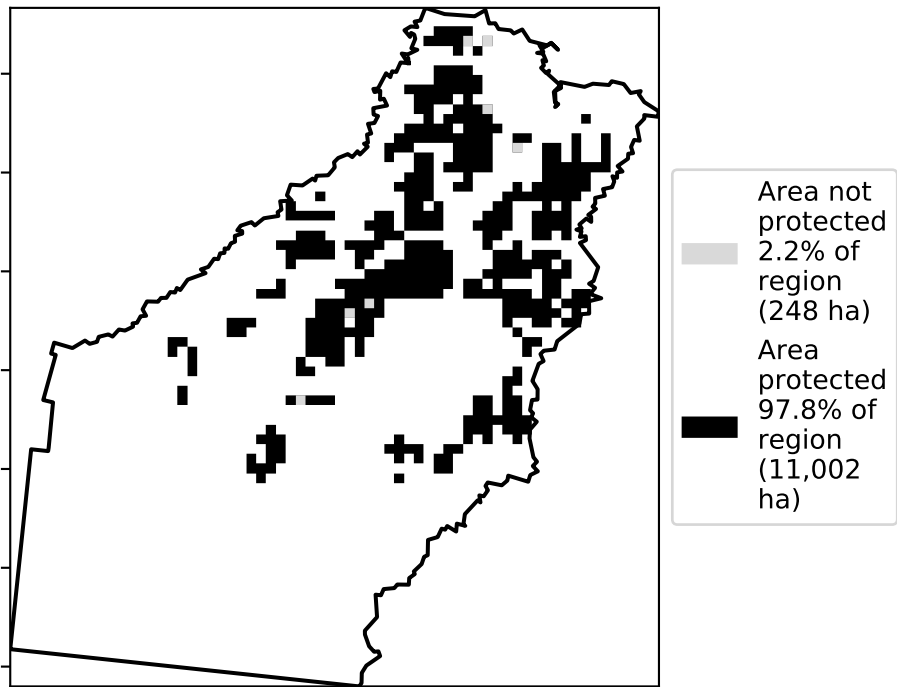 Area not
protected
2.2% of
region
(248 ha)
Area
protected
97.8% of
region
(11,002
ha)